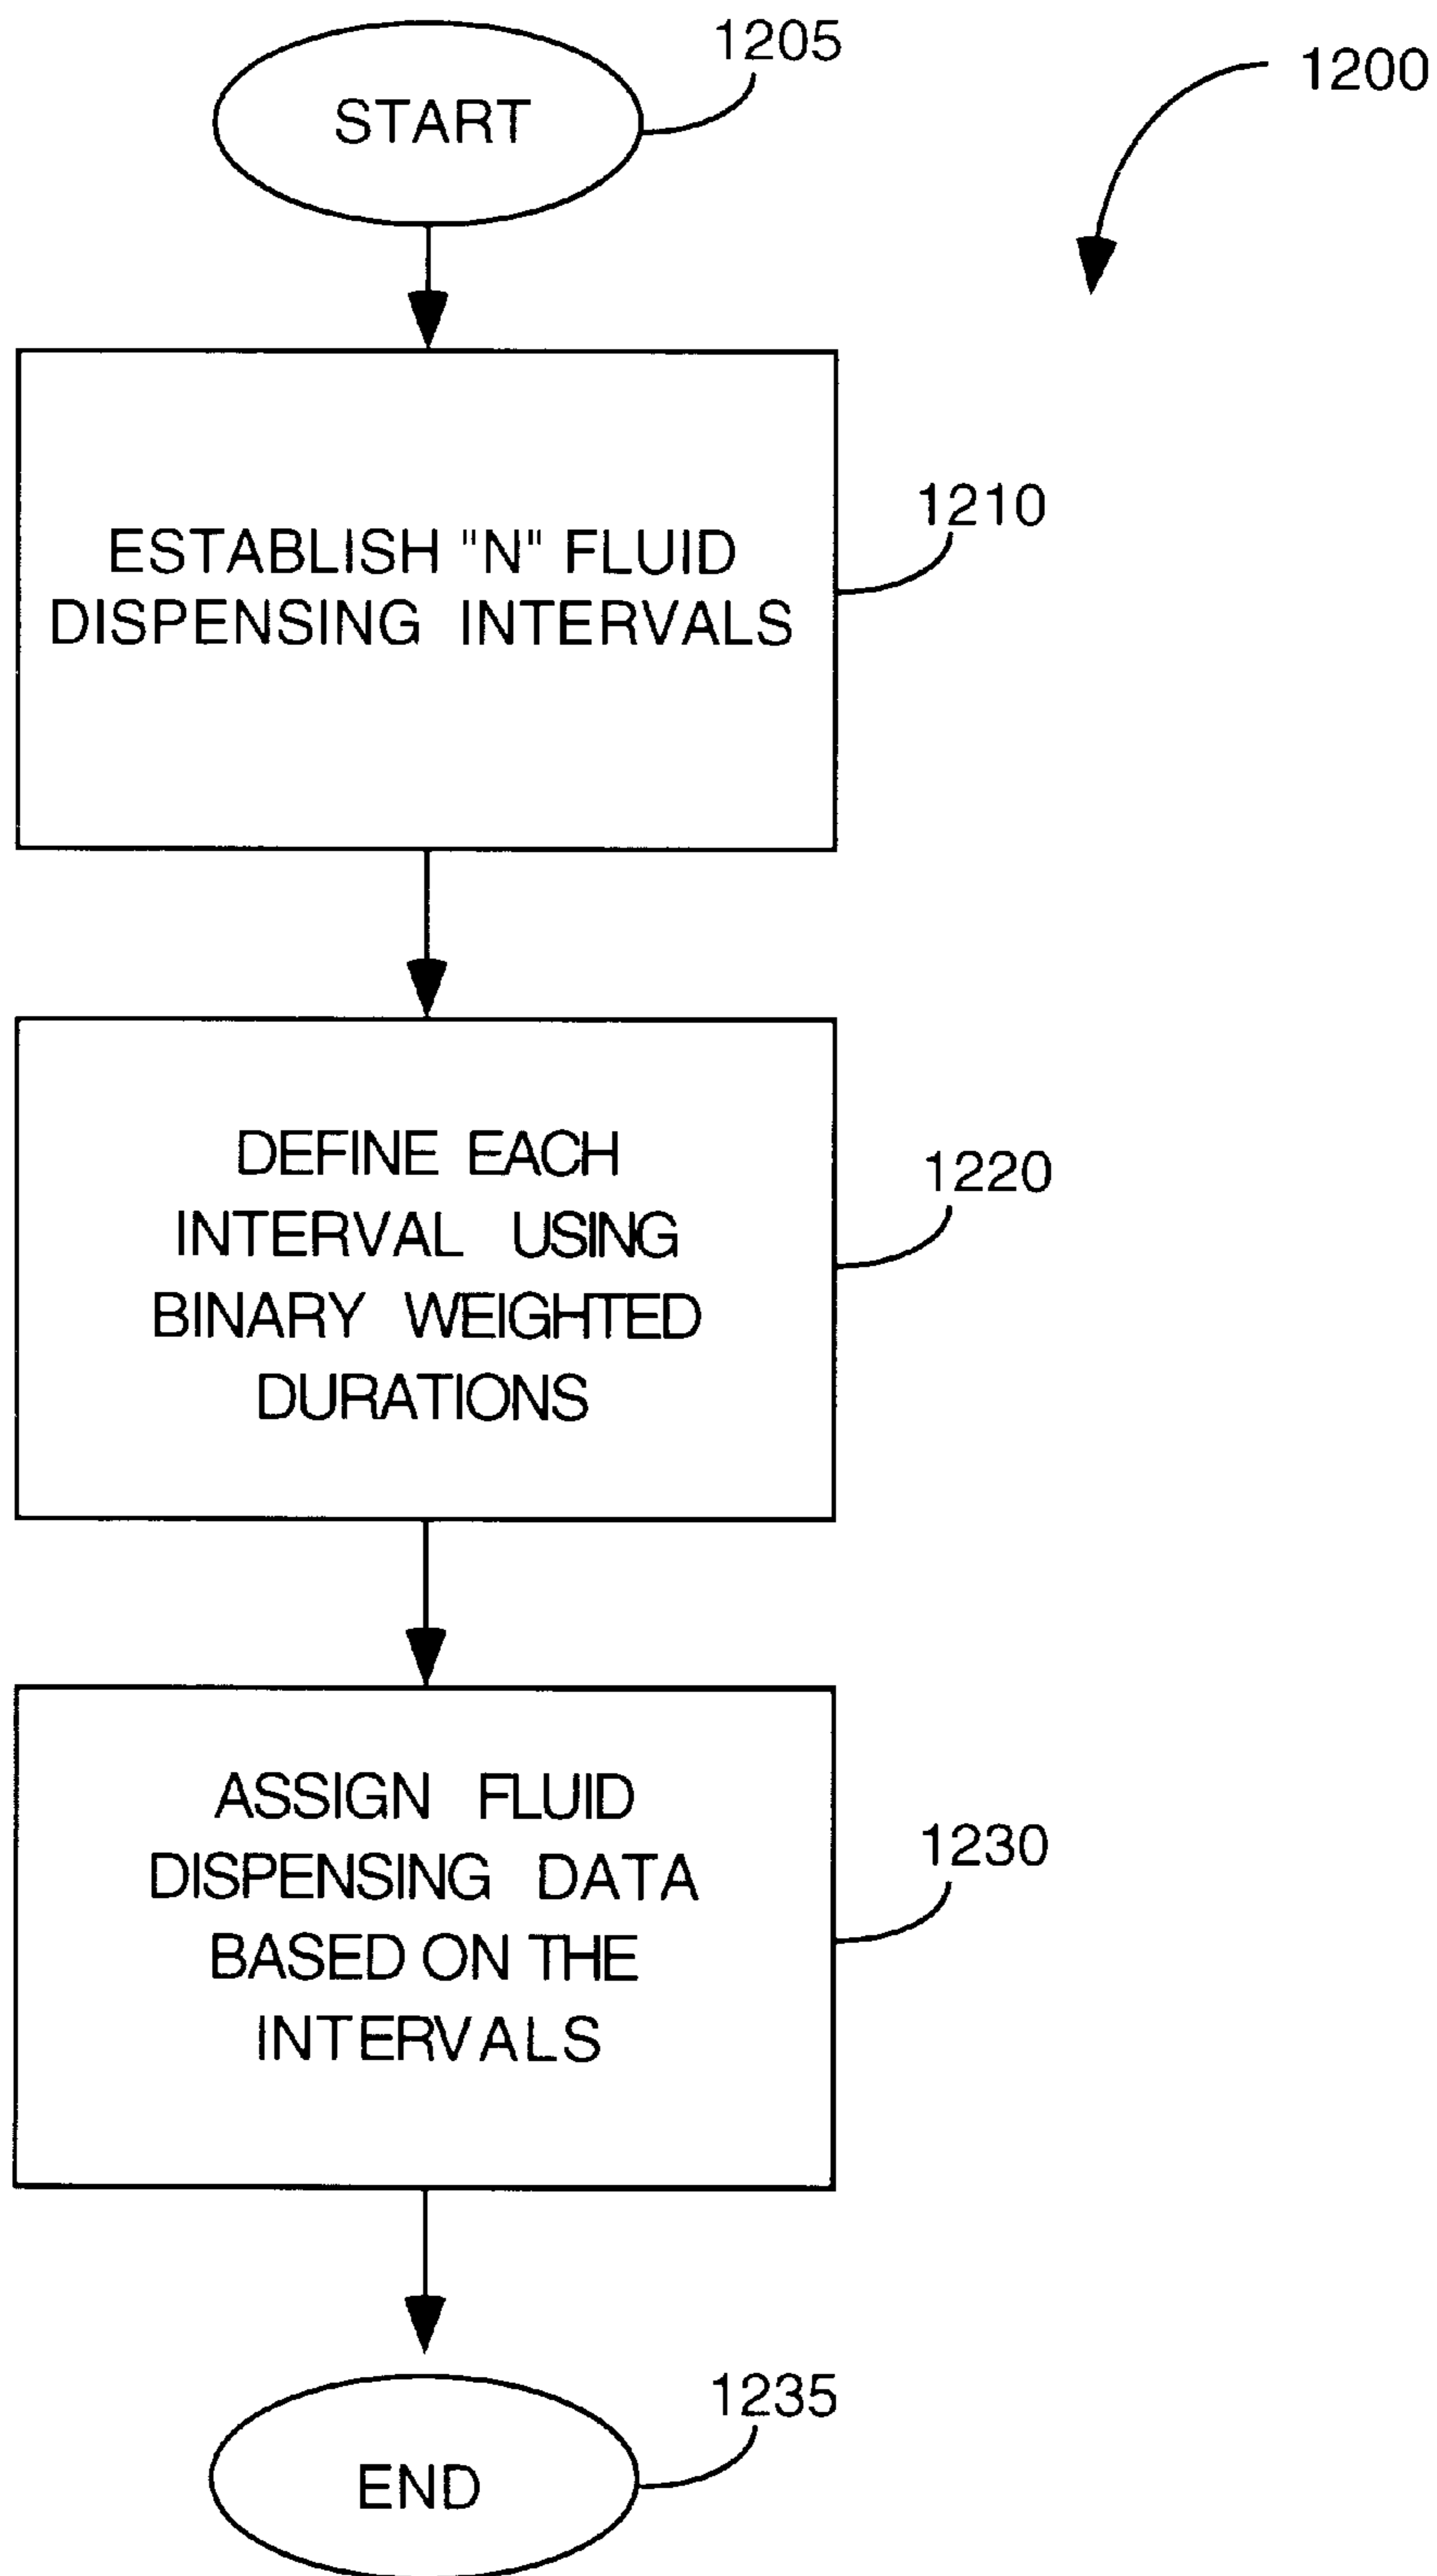 1205
1200
START
1210
ESTABLISH "N" FLUID
DISPENSING INTERVALS
1220
DEFINE EACH
INTERVAL USING
BINARY WEIGHTED
DURATIONS
1230
ASSIGN FLUID
DISPENSING DATA
BASED ON THE
INTERVALS
1235
END